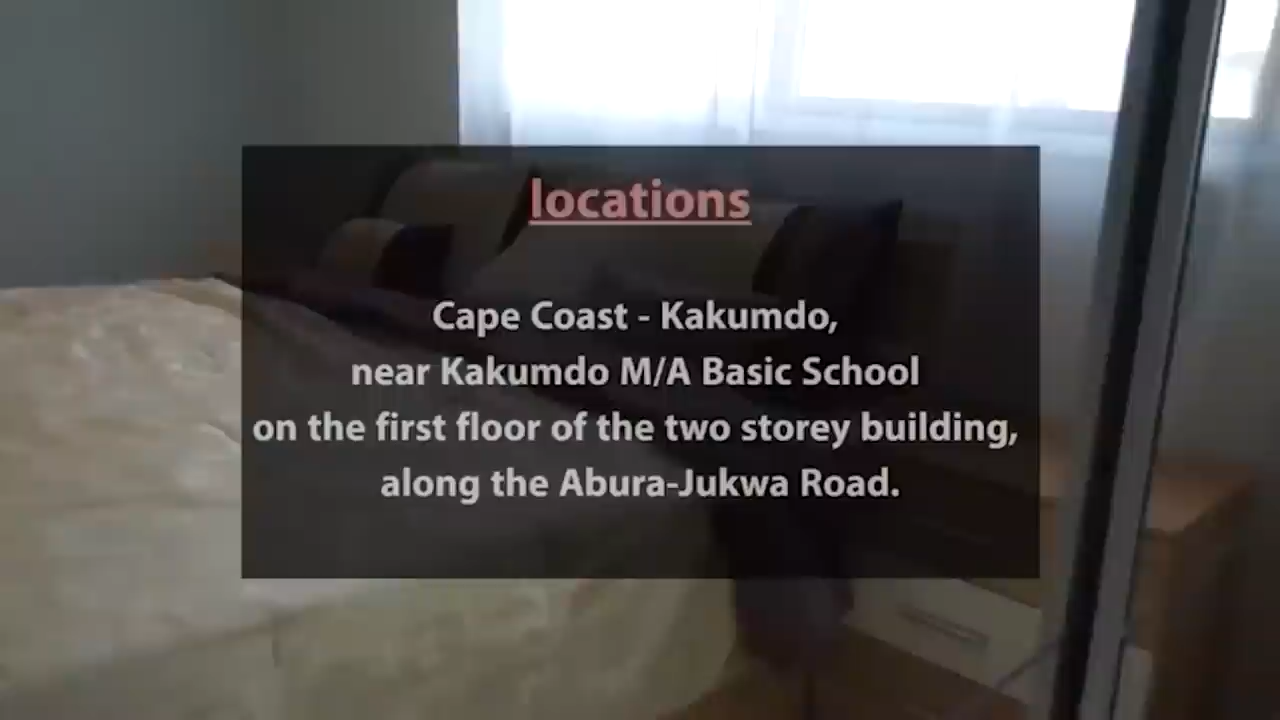 locations
Cape Coast - Kakumdo,
near Kakumdo M/A Basic School
on the first floor of the two storey building,
along the Abura-Jukwa Road.